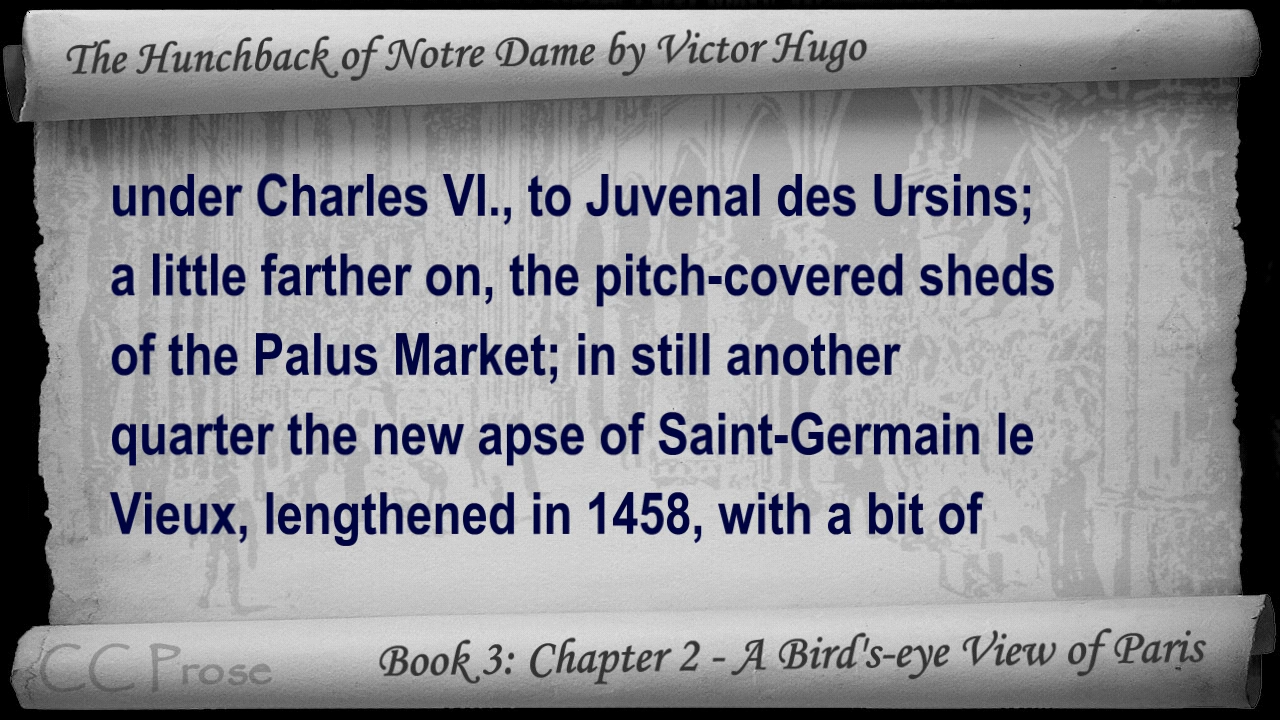 The Hunchback of Notre Dame by Victor Hugo
under Charles VI., to Juvenal des Ursins;
a little farther on, the pitch-covered sheds
of the Palus Market; in still another
quarter the new apse of Saint-Germain le
Vieux, lengthened in 1458, with a bit of
CC Prose
Book 3: Chapter 2 - A Bird's-eye View of Paris